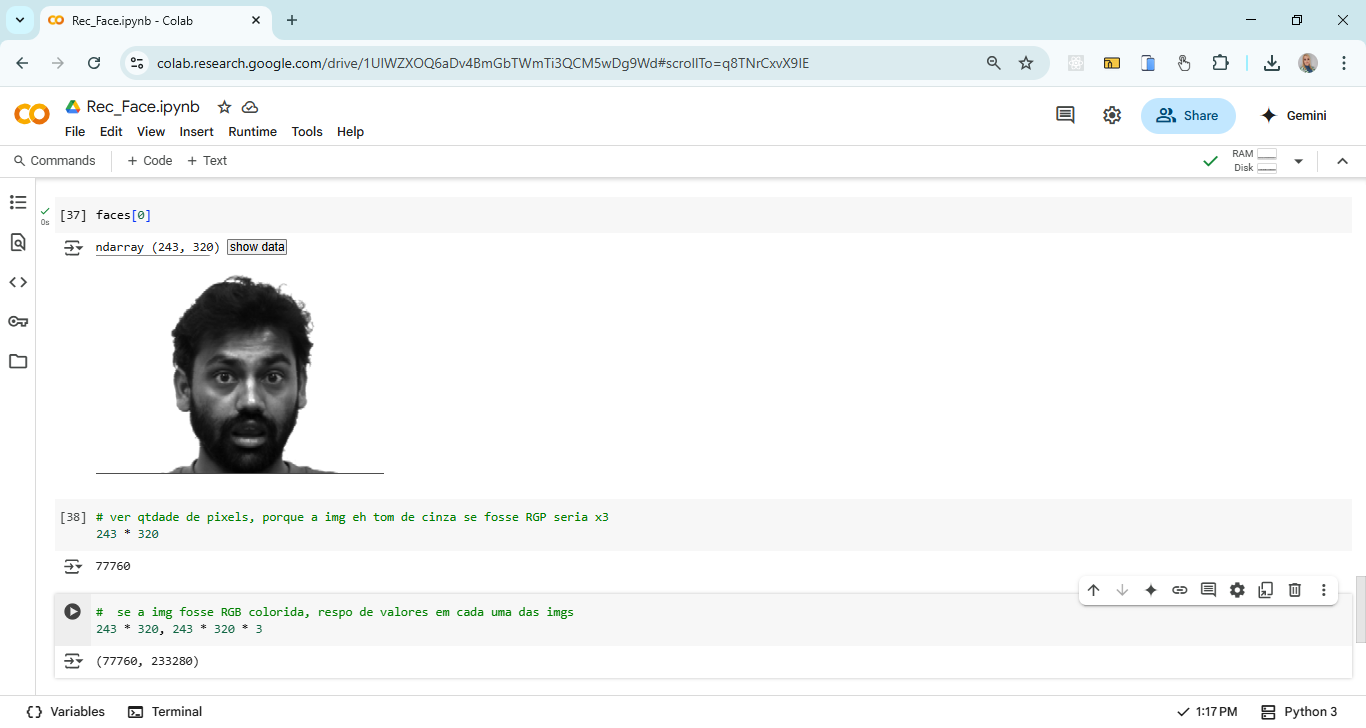 Rec_Face.ipynb - Colab
colab.research.google.com/drive/1UIWZXOQ6aDv4BmGbTWmTi3QCM5wDg9Wd#scrollTo=q8TNrCxvX9IE
Rec_Face.ipynb
File Edit View Insert Runtime Tools Help
Share
Gemini
Commands + Code + Text
RAM
Disk
0s
[37] faces[0]
ndarray (243, 320) show data
[38] # ver qtdade de pixels, porque a img eh tom de cinza se fosse RGP seria x3
243 * 320
77760
#  se a img fosse RGB colorida, respo de valores em cada uma das imgs
243 * 320, 243 * 320 * 3
(77760, 233280)
{} Variables Terminal
1:17 PM Python 3